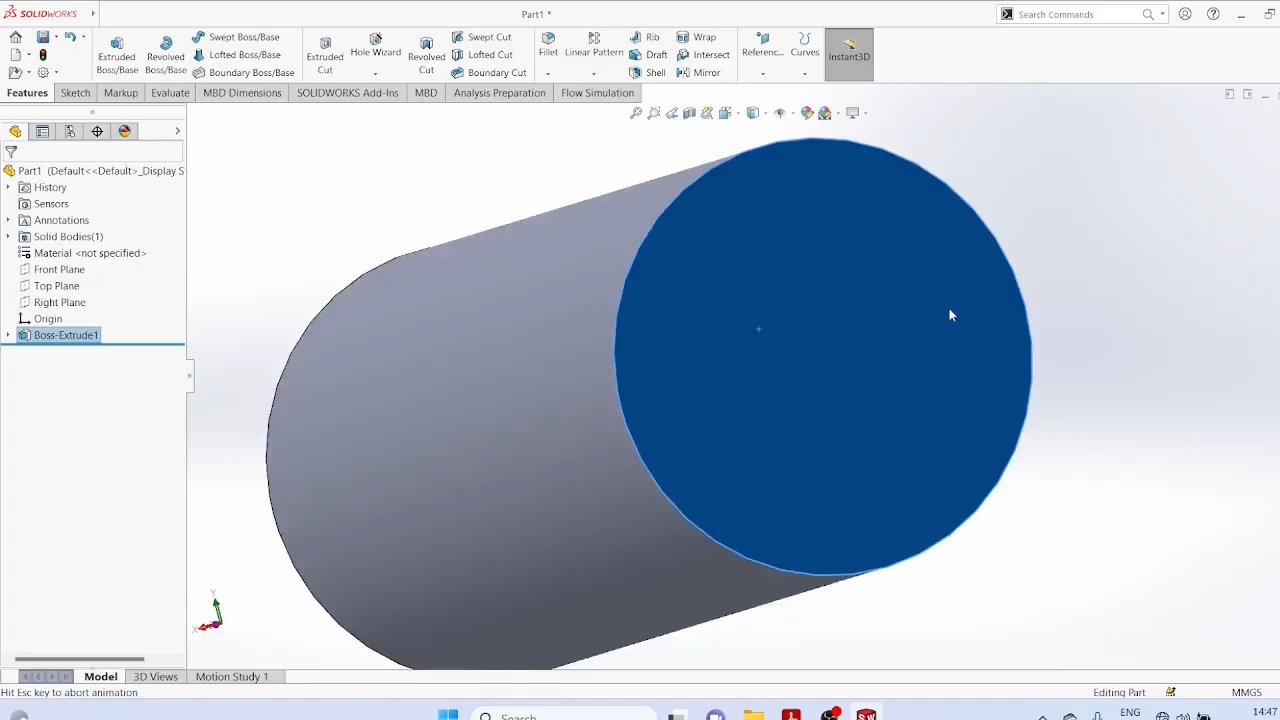 SOLIDWORKS
Part1 *
Search Commands
Extruded Boss/Base
Revolved Boss/Base
Swept Boss/Base
Lofted Boss/Base
Boundary Boss/Base
Extruded Cut
Hole Wizard
Revolved Cut
Swept Cut
Lofted Cut
Boundary Cut
Fillet
Linear Pattern
Rib
Draft
Shell
Wrap
Intersect
Mirror
Referenc...
Curves
Instant3D
Features Sketch Markup Evaluate MBD Dimensions SOLIDWORKS Add-Ins MBD Analysis Preparation Flow Simulation
Part1 (Default<<Default>_Display S
History
Sensors
Annotations
Solid Bodies(1)
Material <not specified>
Front Plane
Top Plane
Right Plane
Origin
Boss-Extrude1
Y
X
Model 3D Views Motion Study 1
Hit Esc key to abort animation
Editing Part
MMGS
Search
ENG
14:47